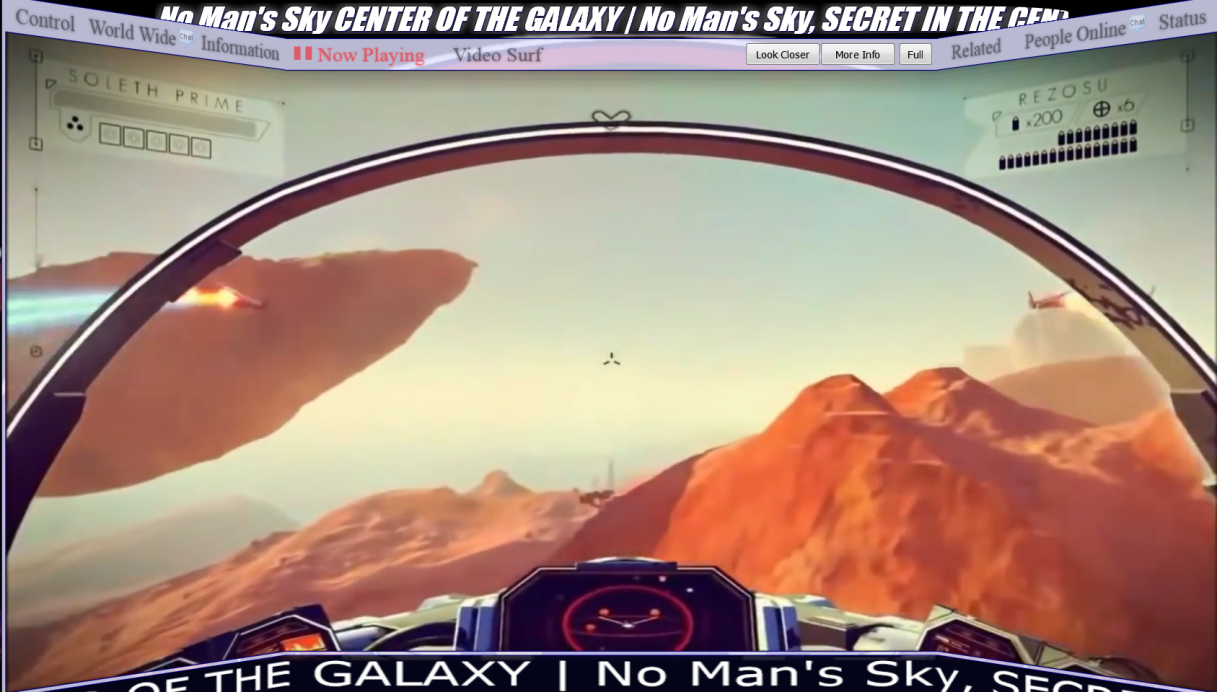 No Man's Sky CENTER OF THE GALAXY | No Man's Sky, SECRET IN THE CEN
Control World Wide Chat Information Now Playing Video Surf Look Closer More Info Full Related People Online Chat Status
SOLETH PRIME
REZOSU
x200 x6
OF THE GALAXY | No Man's Sky, SECR